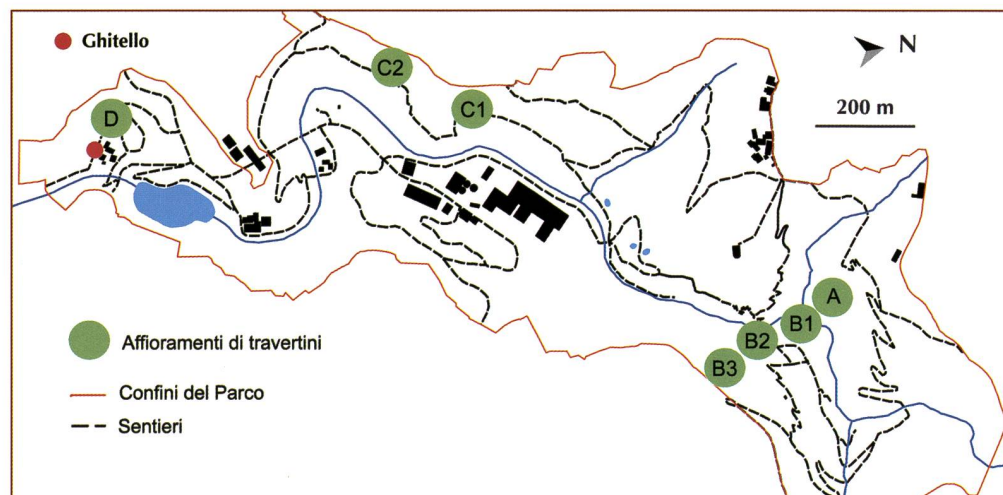 Ghitello
N
200 m
C2
C1
D
A
B1
B2
B3
Affioramenti di travertini
Confini del Parco
Sentieri